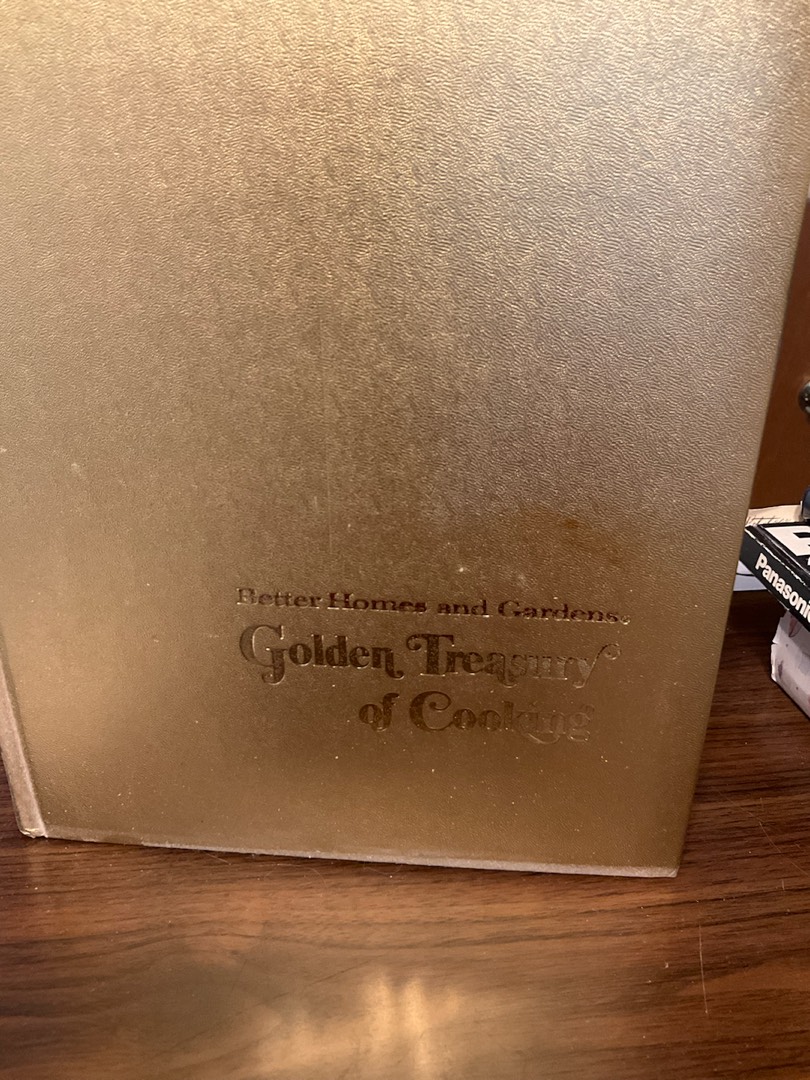 Better Homes and Gardens®
Golden Treasury
of Cooking
Panasonic